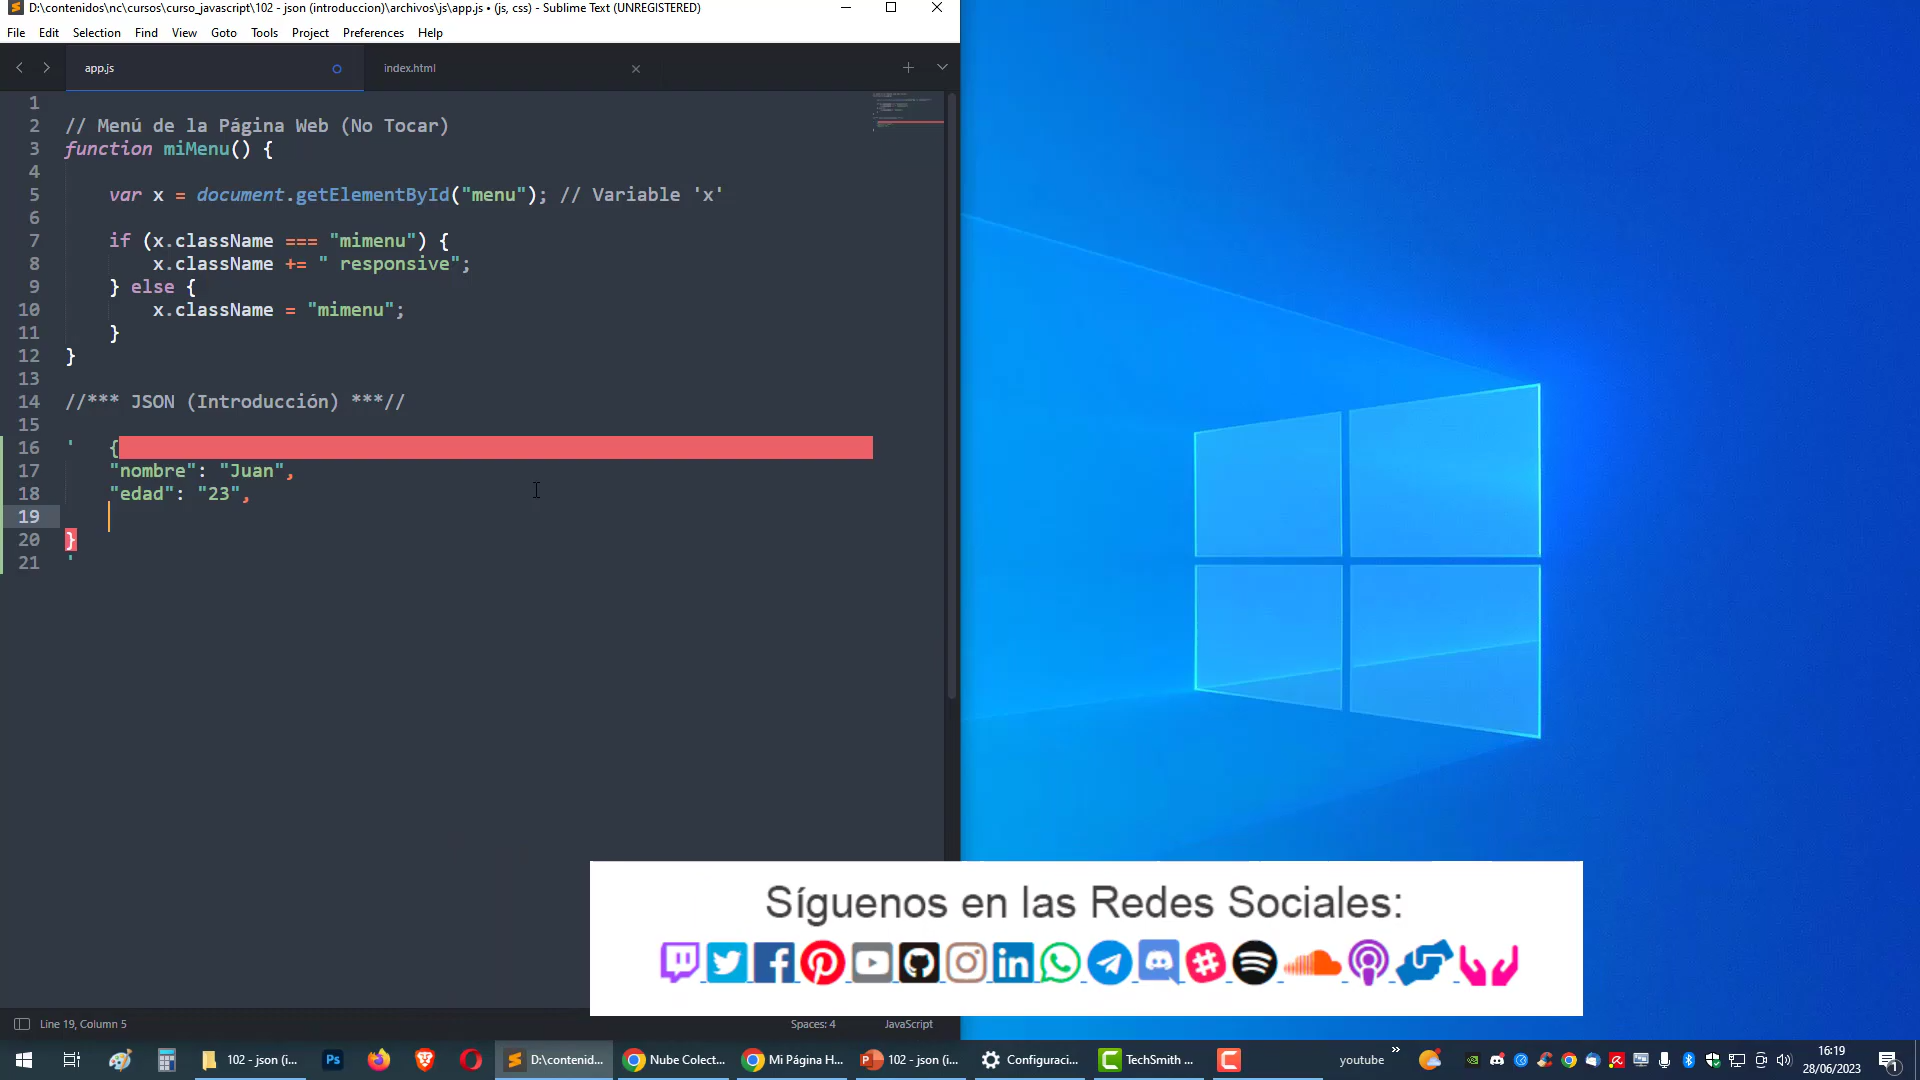 D:\contenidos\nc\cursos\curso_javascript\102 - json (introduccion)\archivos\js\app.js • (js, css) - Sublime Text (UNREGISTERED)
File Edit Selection Find View Goto Tools Project Preferences Help
app.js index.html
1
2 // Menú de la Página Web (No Tocar)
3 function miMenu() {
4
5 var x = document.getElementById("menu"); // Variable 'x'
6
7 if (x.className === "mimenu") {
8 x.className += " responsive";
9 } else {
10 x.className = "mimenu";
11 }
12 }
13
14 //*** JSON (Introducción) ***//
15
16 ' {
17 "nombre": "Juan",
18 "edad": "23",
19
20 }
21 '
Síguenos en las Redes Sociales:
Line 19, Column 5 Spaces: 4 JavaScript
102 - json (i... Ps D:\contenid... Nube Colect... Mi Página H... 102 - json (i... Configuraci... TechSmith ... youtube » 16:19
28/06/2023 1